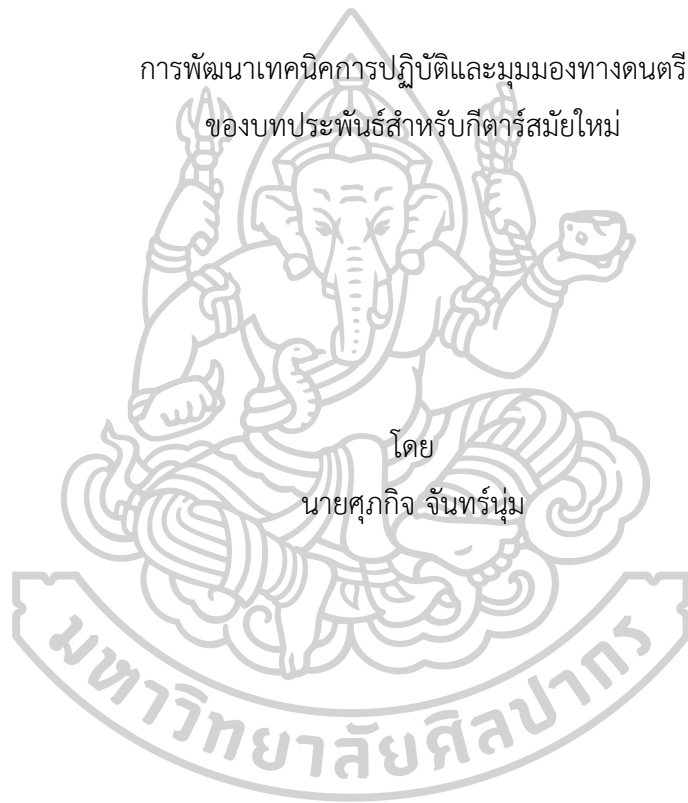 การพัฒนาเทคนิคการปฏิบัติและมุมมองทางดนตรี
ของบทประพันธ์สำหรับกีตาร์สมัยใหม่
โดย
นายศุภกิจ จันทร์นุ่ม
มหาวิทยาลัยศิลปากร